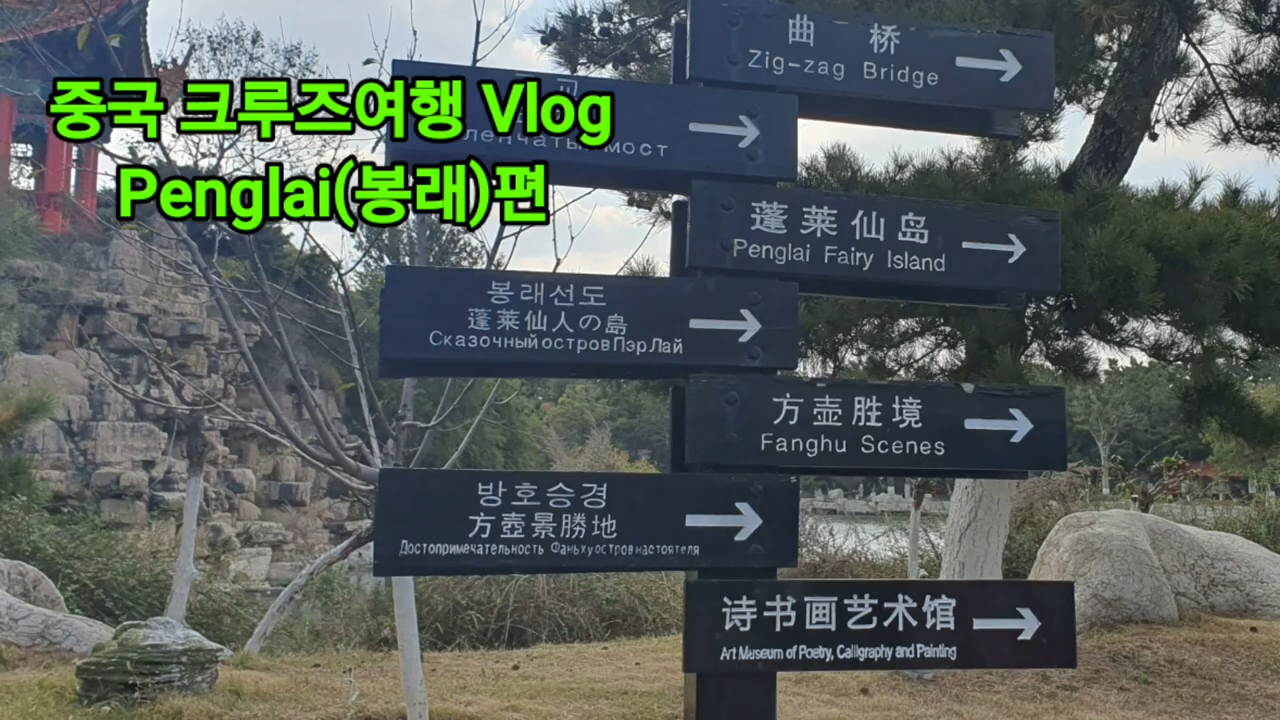 중국 크루즈여행 Vlog
Penglai(봉래)편
曲桥
Zig-zag Bridge
мост
蓬莱仙岛
Penglai Fairy Island
봉래선도
蓬莱仙人の島
Сказочный остров Пэр Лай
方壶胜境
Fanghu Scenes
방호승경
方壺景勝地
Достопримечательность Фаньху остров настоятеля
诗书画艺术馆
Art Museum of Poetry, Calligraphy and Painting